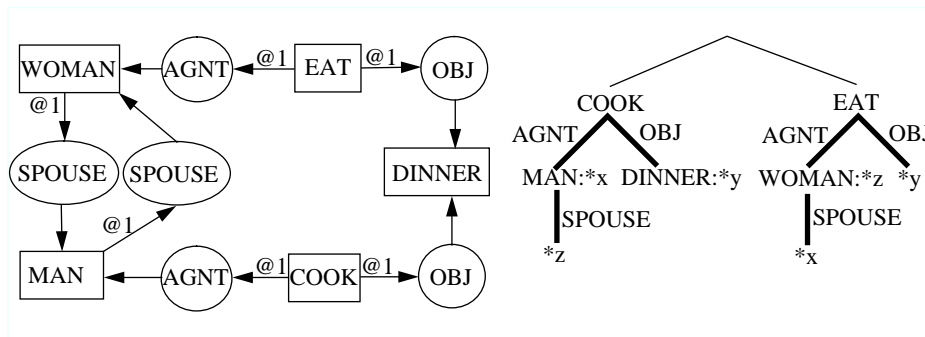 @1 @1
WOMAN AGNT EAT OBJ
@1
SPOUSE SPOUSE DINNER
@1
MAN AGNT @1 COOK @1 OBJ
COOK EAT
AGNT OBJ AGNT OBJ
MAN:*x DINNER:*y WOMAN:*z *y
SPOUSE SPOUSE
*z *x